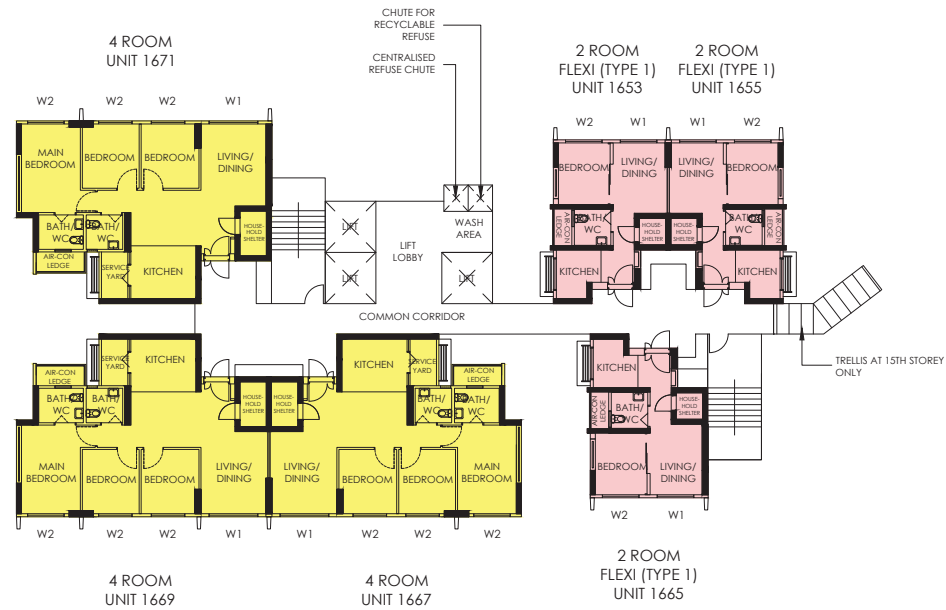 CHUTE FOR
RECYCLABLE
REFUSE
CENTRALISED
REFUSE CHUTE
4 ROOM
UNIT 1671
2 ROOM
FLEXI (TYPE 1)
UNIT 1653
2 ROOM
FLEXI (TYPE 1)
UNIT 1655
W2
W2
W2
W1
W2
W1
W1
W2
MAIN
BEDROOM
BEDROOM
BEDROOM
LIVING/
DINING
BATH/
WC
BATH/
WC
HOUSE-
HOLD
SHELTER
AIR-CON
LEDGE
SERVICE
YARD
KITCHEN
LIFT
LIFT
LIFT
LOBBY
WASH
AREA
LIFT
BEDROOM
LIVING/
DINING
LIVING/
DINING
BEDROOM
AIR-CON
LEDGE
BATH/
WC
HOUSE-
HOLD
SHELTER
HOUSE-
HOLD
SHELTER
BATH/
WC
AIR-CON
LEDGE
KITCHEN
KITCHEN
COMMON CORRIDOR
TRELLIS AT 15TH STOREY
ONLY
SERVICE
YARD
KITCHEN
AIR-CON
LEDGE
BATH/
WC
BATH/
WC
HOUSE-
HOLD
SHELTER
HOUSE-
HOLD
SHELTER
KITCHEN
SERVICE
YARD
AIR-CON
LEDGE
BATH/
WC
BATH/
WC
MAIN
BEDROOM
BEDROOM
BEDROOM
LIVING/
DINING
LIVING/
DINING
BEDROOM
BEDROOM
MAIN
BEDROOM
KITCHEN
AIR-CON
LEDGE
BATH/
WC
HOUSE-
HOLD
SHELTER
BEDROOM
LIVING/
DINING
W2
W2
W2
W1
W1
W2
W2
W2
W2
W1
4 ROOM
UNIT 1669
4 ROOM
UNIT 1667
2 ROOM
FLEXI (TYPE 1)
UNIT 1665